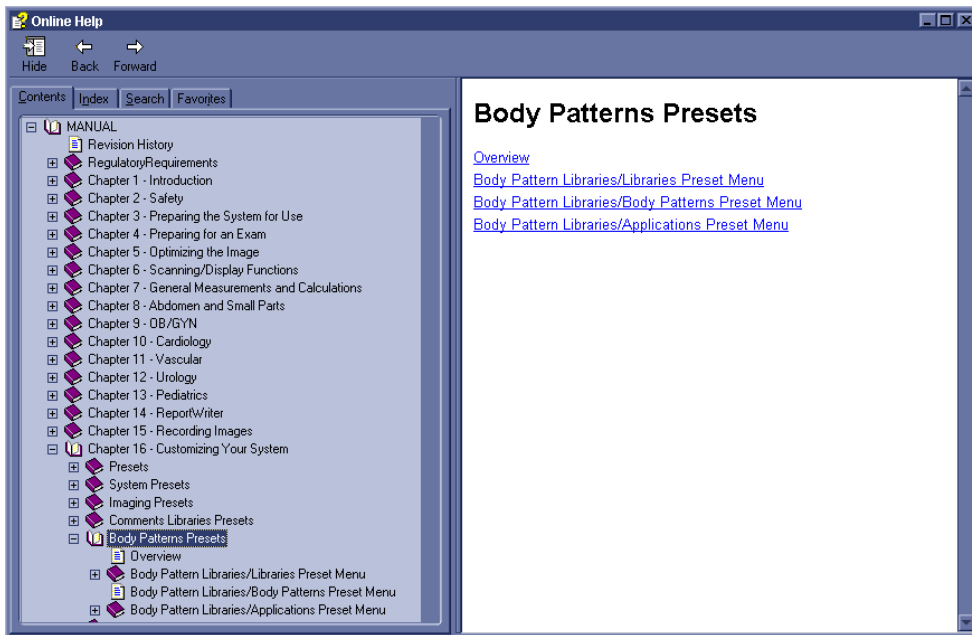 Online Help
Hide Back Forward
Contents Index Search Favorites
MANUAL
Revision History
RegulatoryRequirements
Chapter 1 - Introduction
Chapter 2 - Safety
Chapter 3 - Preparing the System for Use
Chapter 4 - Preparing for an Exam
Chapter 5 - Optimizing the Image
Chapter 6 - Scanning/Display Functions
Chapter 7 - General Measurements and Calculations
Chapter 8 - Abdomen and Small Parts
Chapter 9 - OB/GYN
Chapter 10 - Cardiology
Chapter 11 - Vascular
Chapter 12 - Urology
Chapter 13 - Pediatrics
Chapter 14 - ReportWriter
Chapter 15 - Recording Images
Chapter 16 - Customizing Your System
Presets
System Presets
Imaging Presets
Comments Libraries Presets
Body Patterns Presets
Overview
Body Pattern Libraries/Libraries Preset Menu
Body Pattern Libraries/Body Patterns Preset Menu
Body Pattern Libraries/Applications Preset Menu
Body Patterns Presets
Overview
Body Pattern Libraries/Libraries Preset Menu
Body Pattern Libraries/Body Patterns Preset Menu
Body Pattern Libraries/Applications Preset Menu